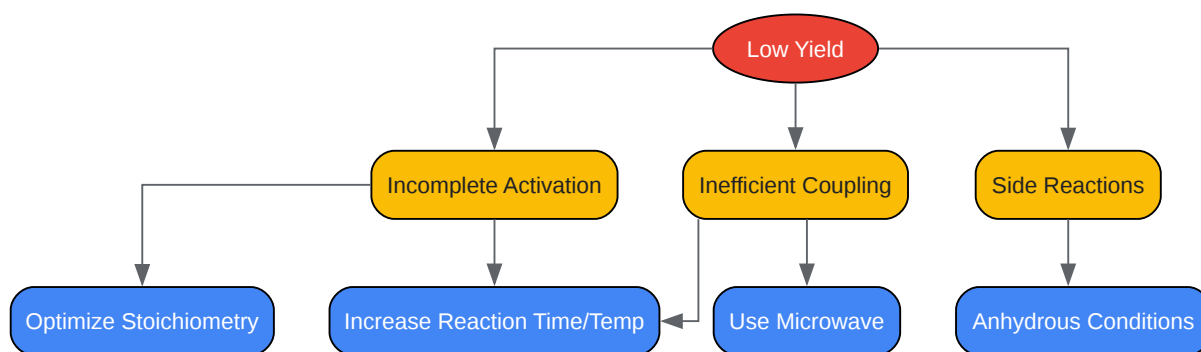 Low Yield
Incomplete Activation
Inefficient Coupling
Side Reactions
Optimize Stoichiometry
Increase Reaction Time/Temp
Use Microwave
Anhydrous Conditions